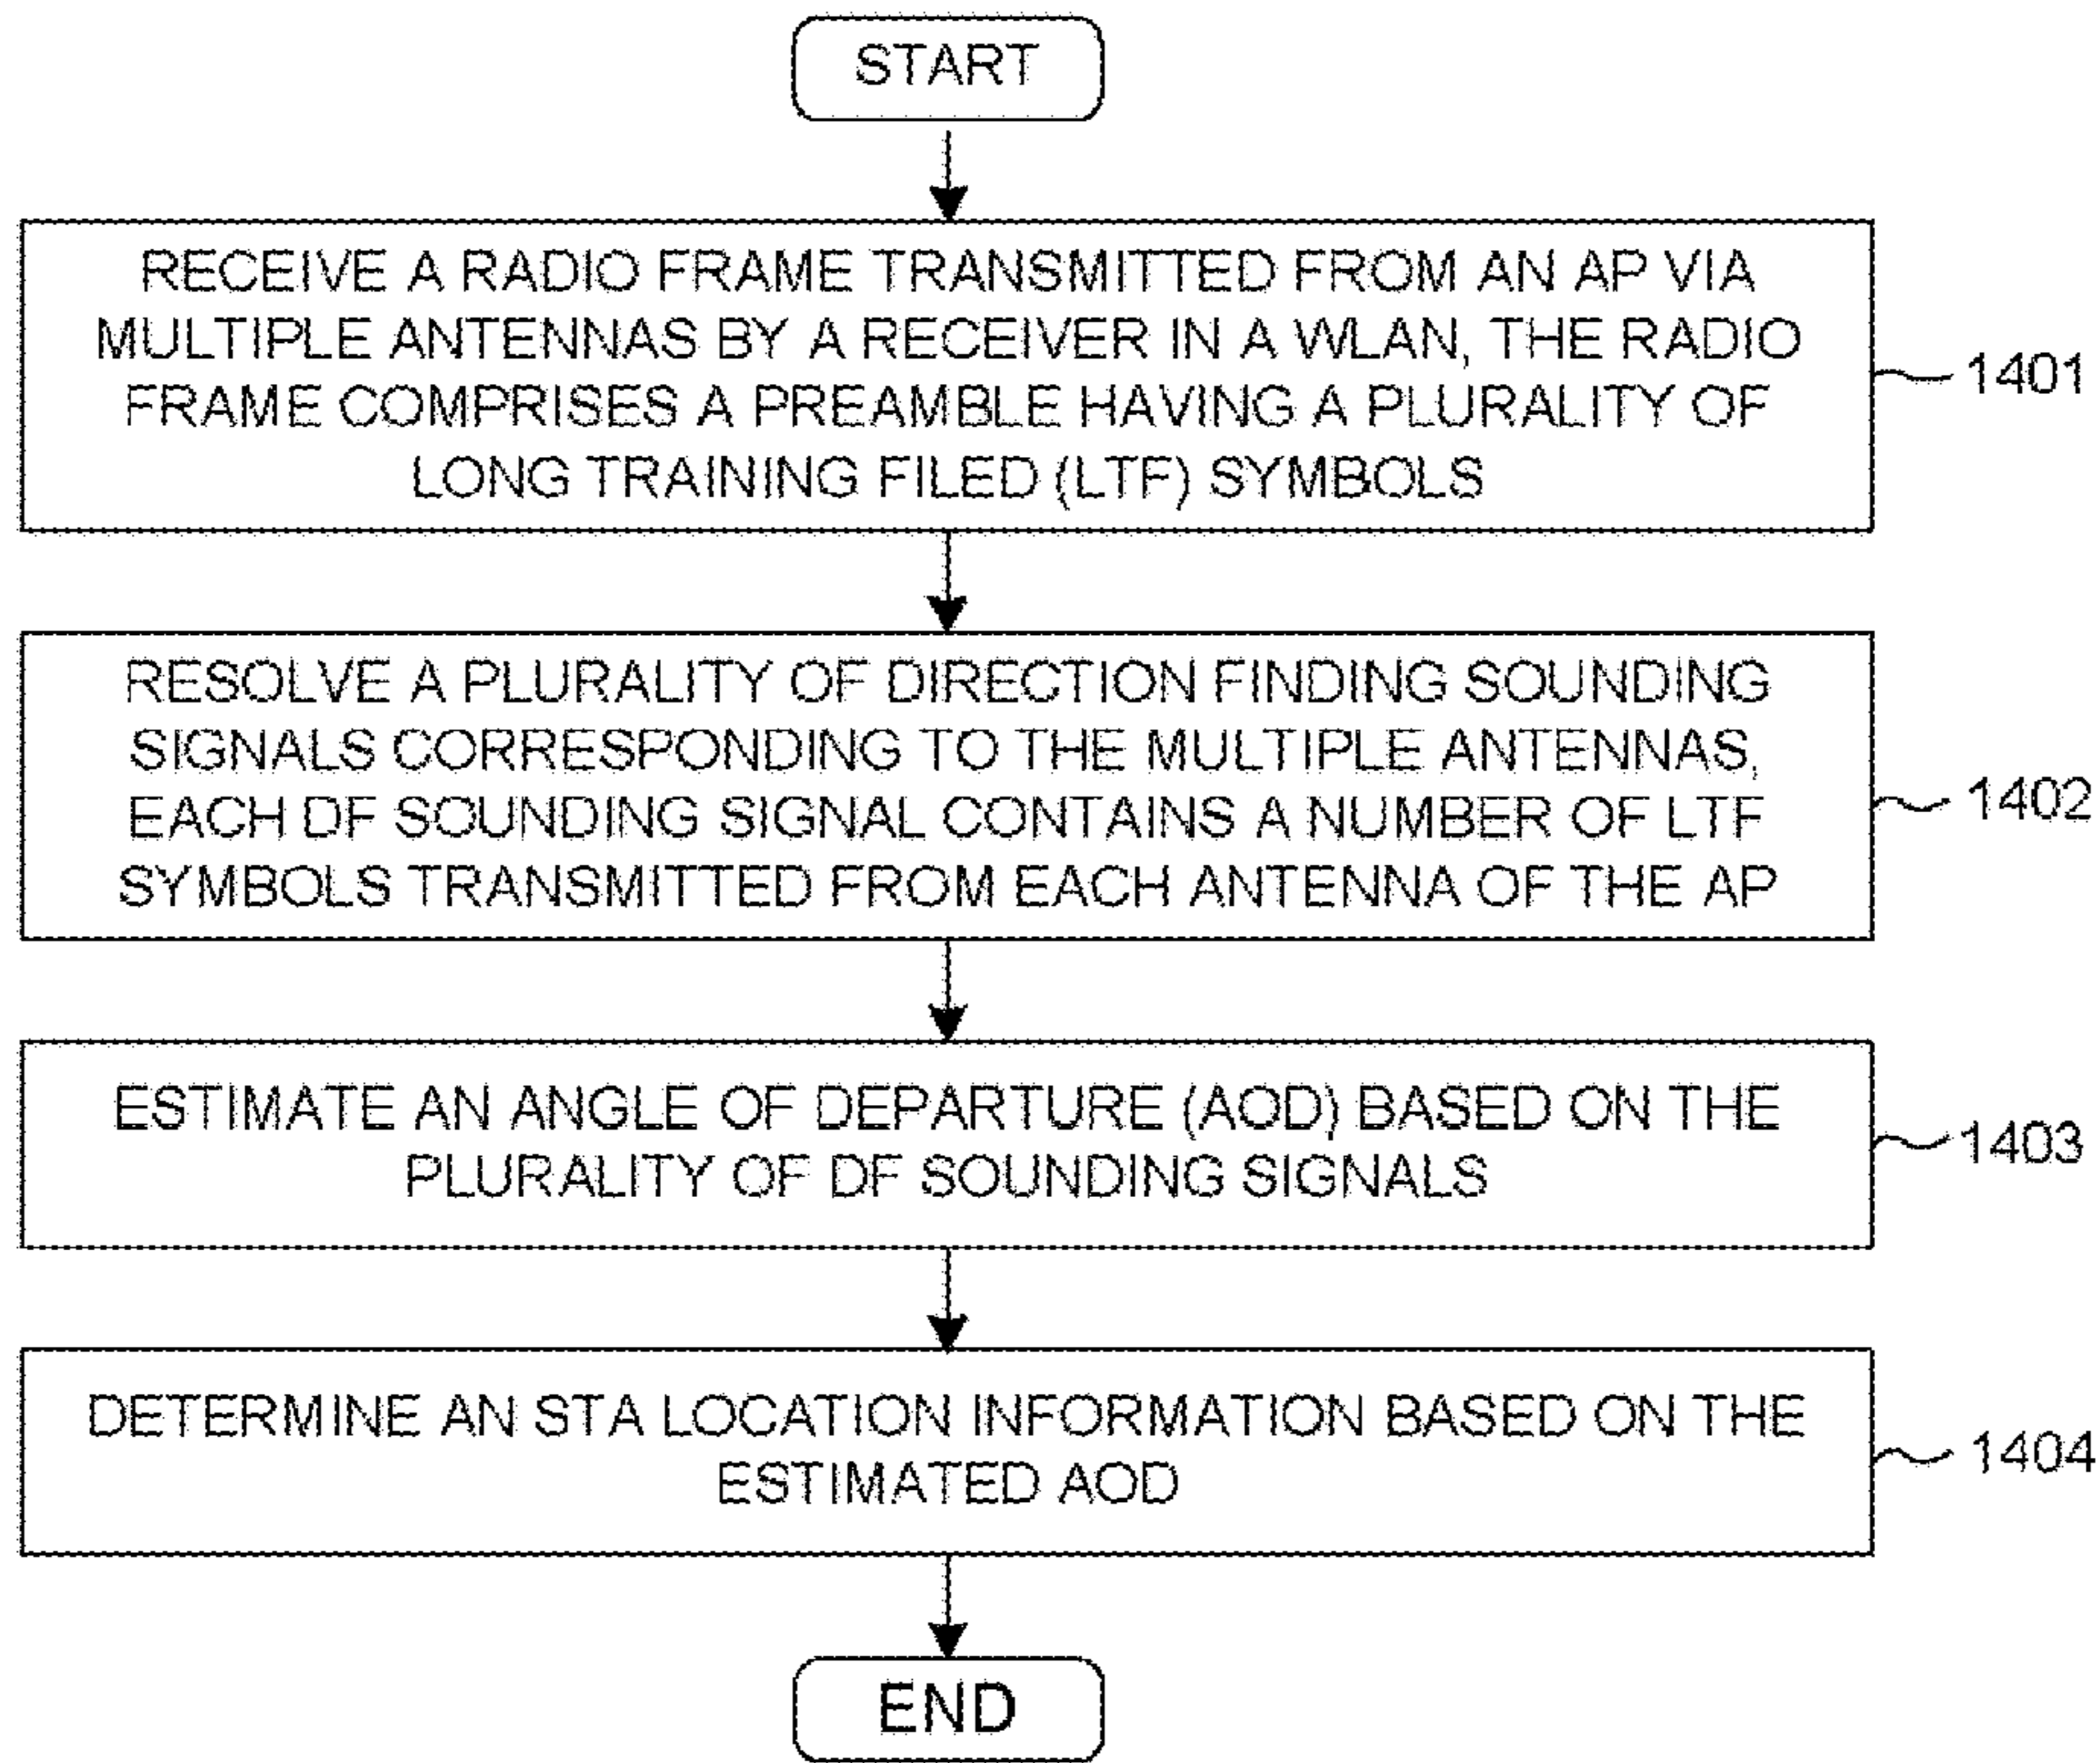 START
RECEIVE A RADIO FRAME TRANSMITTED FROM AN AP VIA
MULTIPLE ANTENNAS BY A RECEIVER IN A WLAN, THE RADIO
FRAME COMPRISES A PREAMBLE HAVING A PLURALITY OF
LONG TRAINING FILED (LTF) SYMBOLS
1401
RESOLVE A PLURALITY OF DIRECTION FINDING SOUNDING
SIGNALS CORRESPONDING TO THE MULTIPLE ANTENNAS,
EACH DF SOUNDING SIGNAL CONTAINS A NUMBER OF LTF
SYMBOLS TRANSMITTED FROM EACH ANTENNA OF THE AP
1402
ESTIMATE AN ANGLE OF DEPARTURE (AOD) BASED ON THE
PLURALITY OF DF SOUNDING SIGNALS
1403
DETERMINE AN STA LOCATION INFORMATION BASED ON THE
ESTIMATED AOD
1404
END